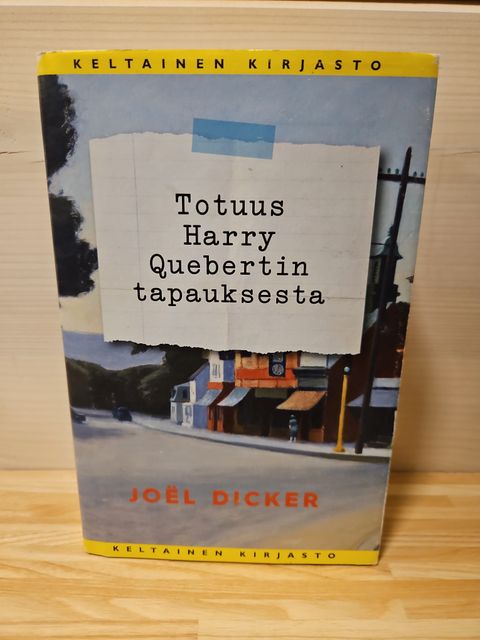 KELTAINEN KIRJASTO
Totuus
Harry
Quebertin
tapauksesta
JOËL DICKER
KELTAINEN KIRJASTO